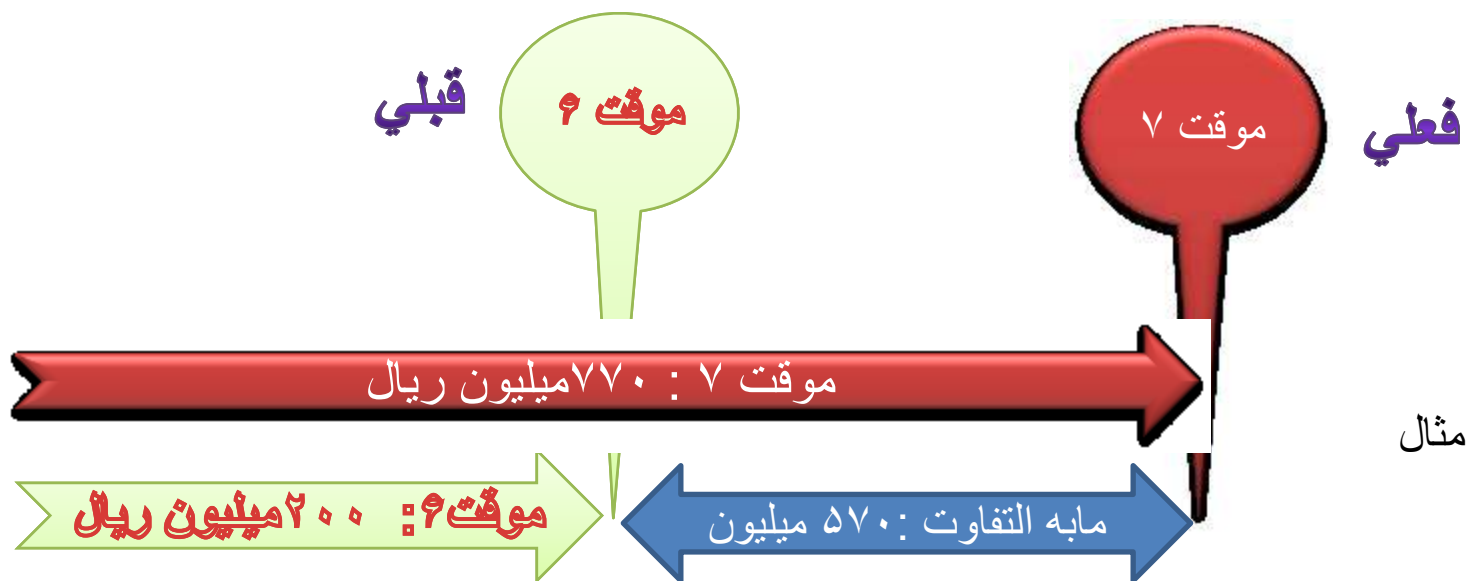 فعلي
موقت ۷
موقت ۶
قبلي
موقت ۷ : ۷۷۰میلیون ریال
مثال
مابه التفاوت :۵۷۰ میلیون
موقت۶: ۲۰۰میلیون ریال